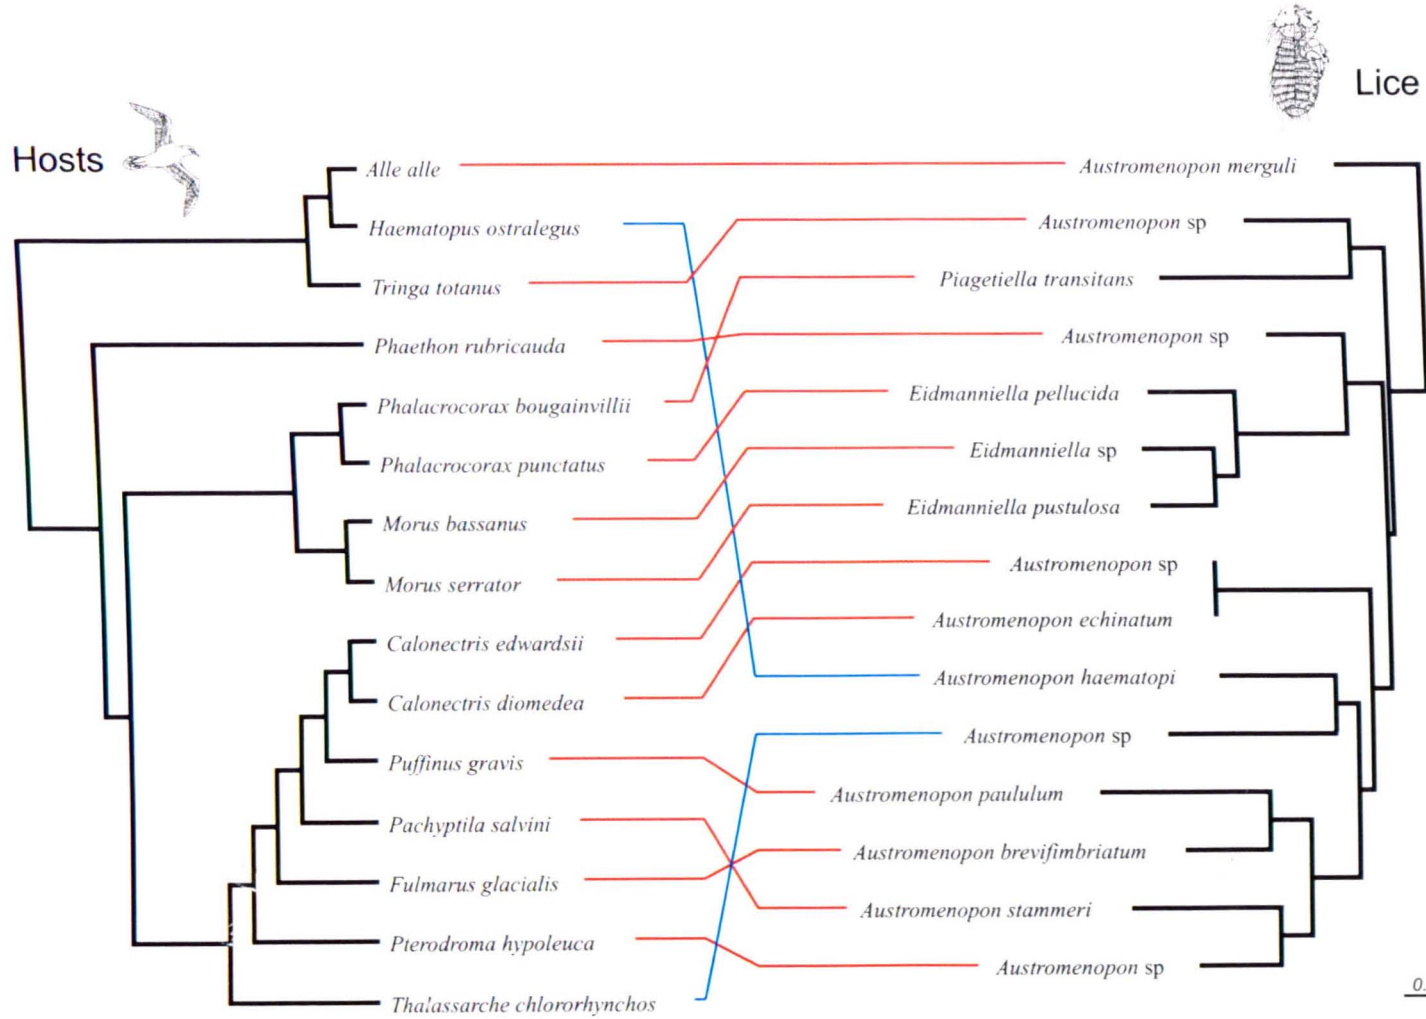 Lice
Hosts
Alle alle
Austromenopon merguli
Haematopus ostralegus
Austromenopon sp
Tringa totanus
Piagetiella transitans
Phaethon rubricauda
Austromenopon sp
Phalacrocorax bougainvillii
Eidmanniella pellucida
Phalacrocorax punctatus
Eidmanniella sp
Morus bassanus
Eidmanniella pustulosa
Morus serrator
Austromenopon sp
Calonectris edwardsii
Austromenopon echinatum
Calonectris diomedea
Austromenopon haematopi
Puffinus gravis
Austromenopon sp
Pachyptila salvini
Austromenopon paululum
Fulmarus glacialis
Austromenopon brevifimbriatum
Pterodroma hypoleuca
Austromenopon stammeri
Thalassarche chlororhynchos
Austromenopon sp
0.